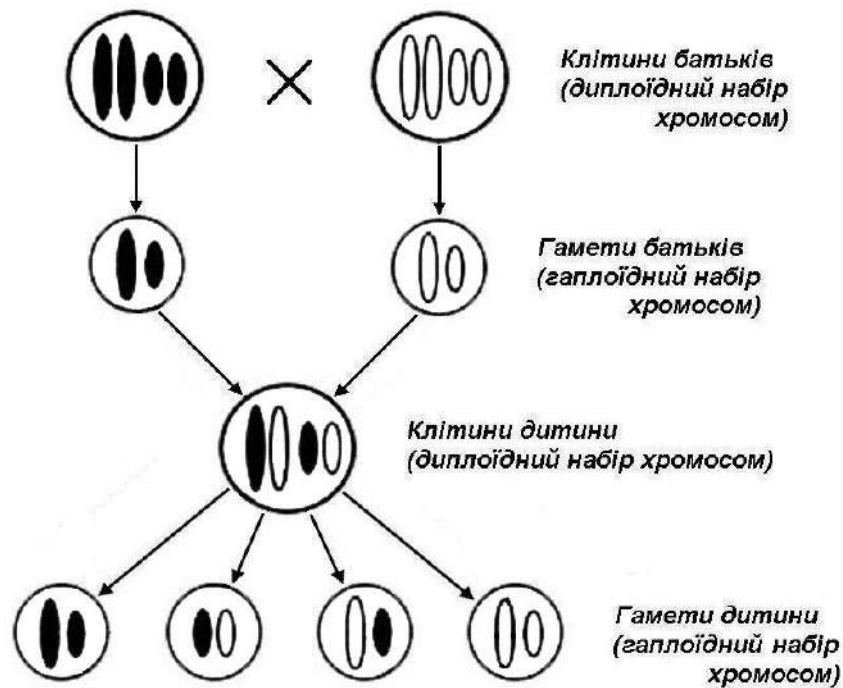 Клітини батьків
(диплоїдний набір
хромосом)
Гамети батьків
(гаплоїдний набір
хромосом)
Клітини дитини
(диплоїдний набір хромосом)
Гамети дитини
(гаплоїдний набір
хромосом)